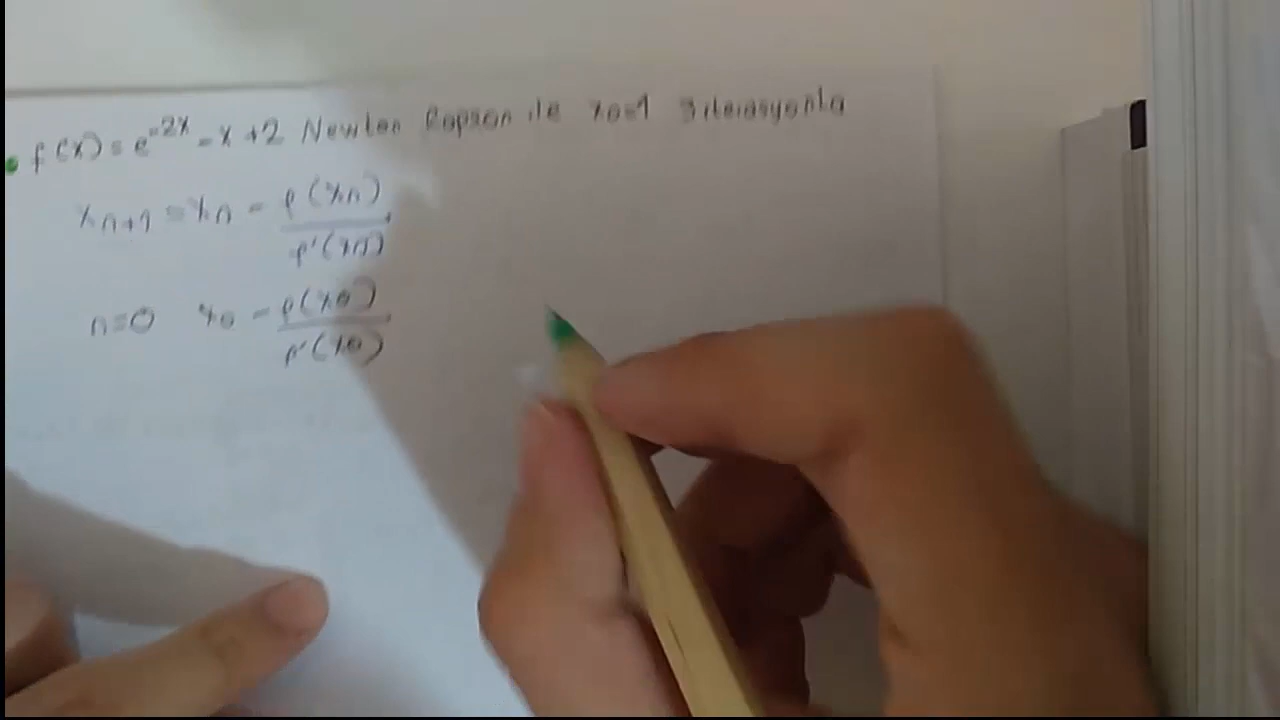 f(x) = e^-2x - x + 2 Newton Rapson ile x0=1 3 iterasyonla
xn+1 = xn - f(xn) / f'(xn)
n=0 x0 - f(x0) / f'(x0)